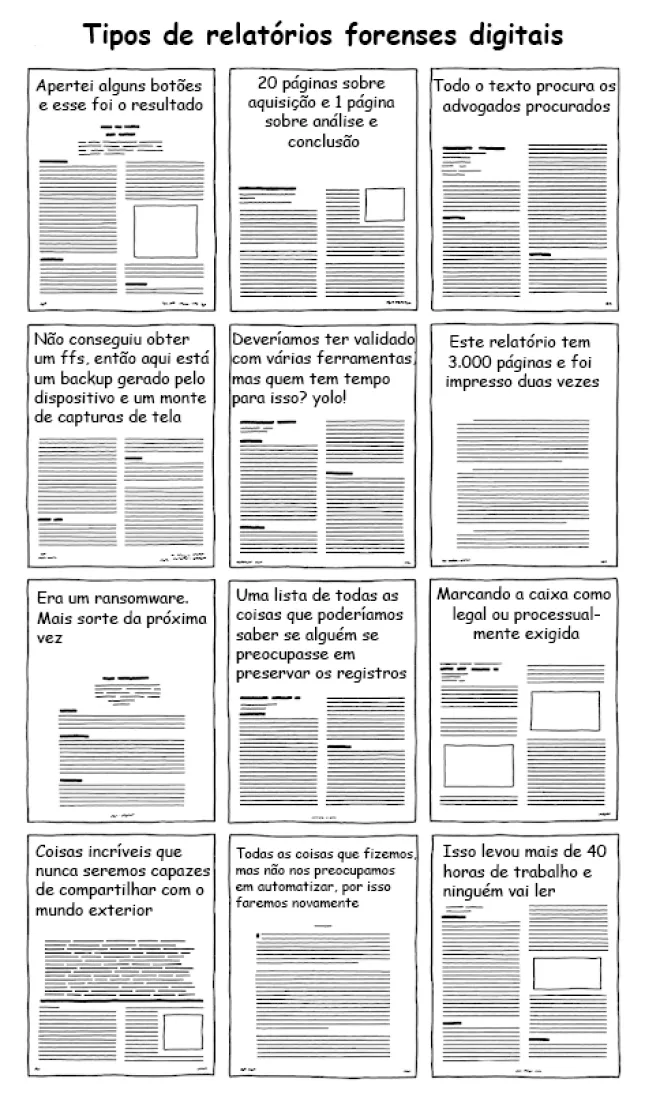 Tipos de relatórios forenses digitais
Apertei alguns botões
e esse foi o resultado
20 páginas sobre
aquisição e 1 página
sobre análise e
conclusão
Todo o texto procura os
advogados procurados
Não conseguiu obter
um ffs, então aqui está
um backup gerado pelo
dispositivo e um monte
de capturas de tela
Deveríamos ter validado
com várias ferramentas,
mas quem tem tempo
para isso? yolo!
Este relatório tem
3.000 páginas e foi
impresso duas vezes
Era um ransomware.
Mais sorte da próxima
vez
Uma lista de todas as
coisas que poderíamos
saber se alguém se
preocupasse em
preservar os registros
Marcando a caixa como
legal ou processual-
mente exigida
Coisas incríveis que
nunca seremos capazes
de compartilhar com o
mundo exterior
Todas as coisas que fizemos,
mas não nos preocupamos
em automatizar, por isso
faremos novamente
Isso levou mais de 40
horas de trabalho e
ninguém vai ler